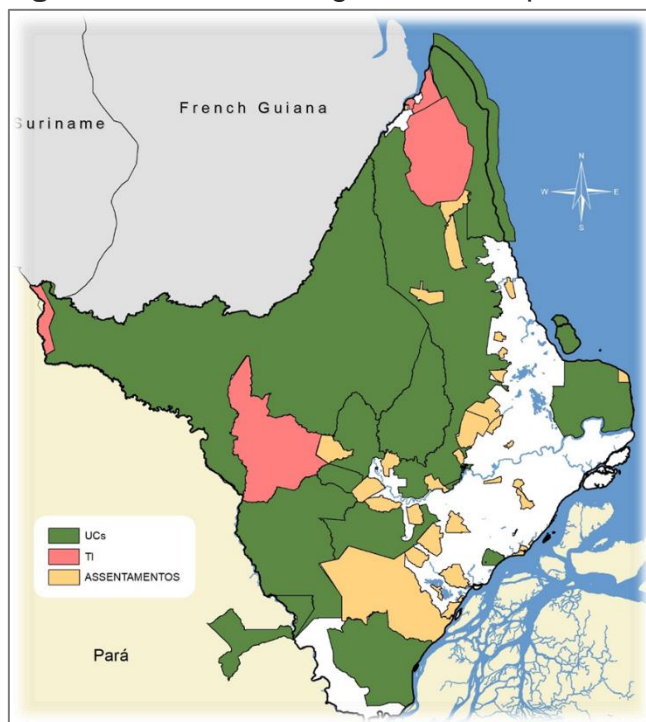 French Guiana
Suriname
N
W
E
S
UCs
TI
ASSENTAMENTOS
Pará